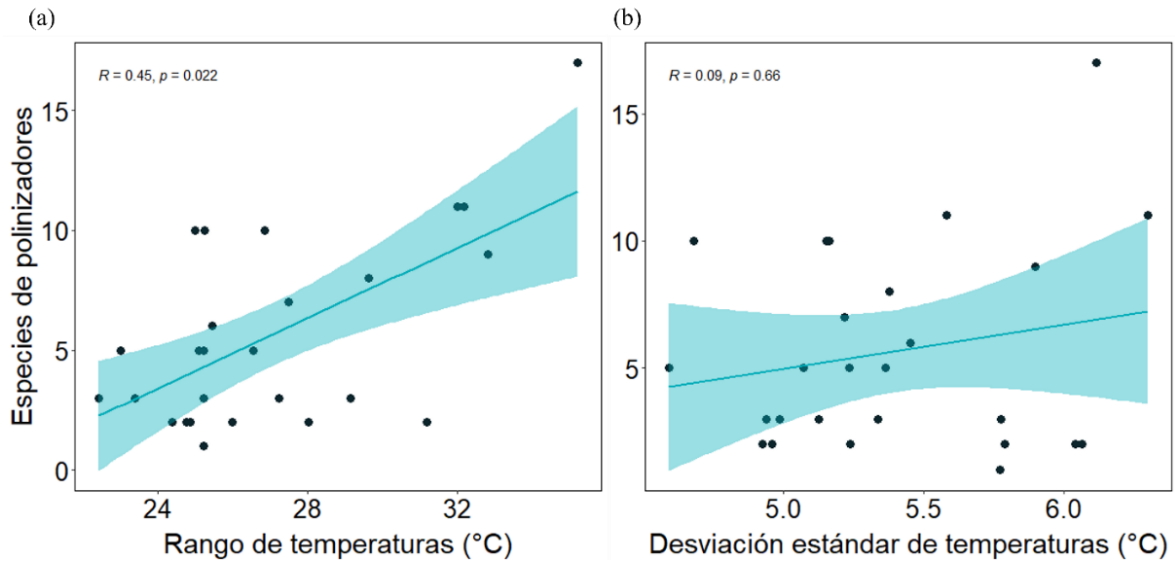 (a)
R = 0.45, p = 0.022
15
10
5
0
Especies de polinizadores
24 28 32
Rango de temperaturas (°C)
(b)
R = 0.09, p = 0.66
15
10
5
5.0 5.5 6.0
Desviación estándar de temperaturas (°C)